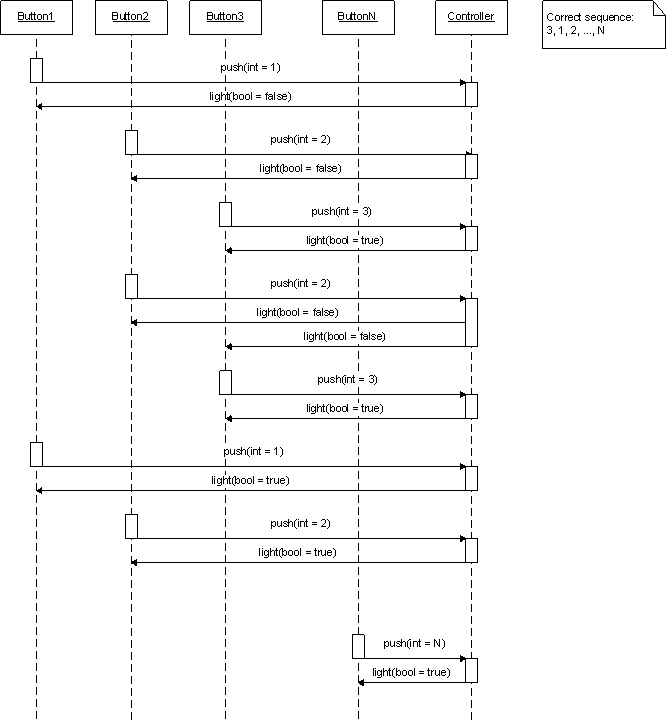 Button1
Button2
Button3
ButtonN
Controller
Correct sequence:
3, 1, 2, ..., N
push(int = 1)
light(bool = false)
push(int = 2)
light(bool = false)
push(int = 3)
light(bool = true)
push(int = 2)
light(bool = false)
light(bool = false)
push(int = 3)
light(bool = true)
push(int = 1)
light(bool = true)
push(int = 2)
light(bool = true)
push(int = N)
light(bool = true)